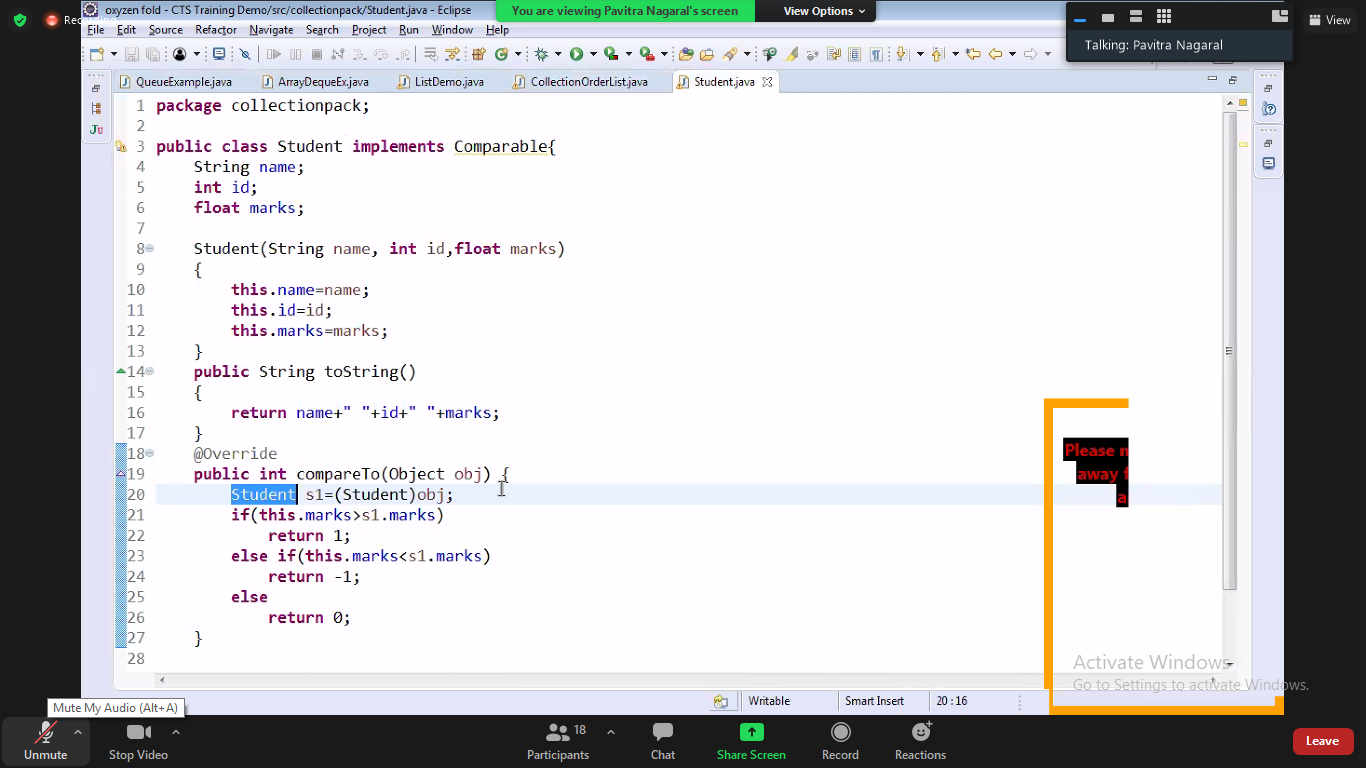 Recording
oxyzen fold - CTS Training Demo/src/collectionpack/Student.java - Eclipse
You are viewing Pavitra Nagaral's screen
View Options
View
Talking: Pavitra Nagaral
File Edit Source Refactor Navigate Search Project Run Window Help
QueueExample.java ArrayDequeEx.java ListDemo.java CollectionOrderList.java Student.java
1 package collectionpack;
2
3 public class Student implements Comparable{
4 String name;
5 int id;
6 float marks;
7
8 Student(String name, int id,float marks)
9 {
10 this.name=name;
11 this.id=id;
12 this.marks=marks;
13 }
14 public String toString()
15 {
16 return name+" "+id+" "+marks;
17 }
18 @Override
19 public int compareTo(Object obj) {
20 Student s1=(Student)obj;
21 if(this.marks>s1.marks)
22 return 1;
23 else if(this.marks<s1.marks)
24 return -1;
25 else
26 return 0;
27 }
28
Please m
away f
a
Activate Windows
Go to Settings to activate Windows.
Writable Smart Insert 20 : 16
Mute My Audio (Alt+A)
Unmute Stop Video Participants 18 Chat Share Screen Record Reactions Leave